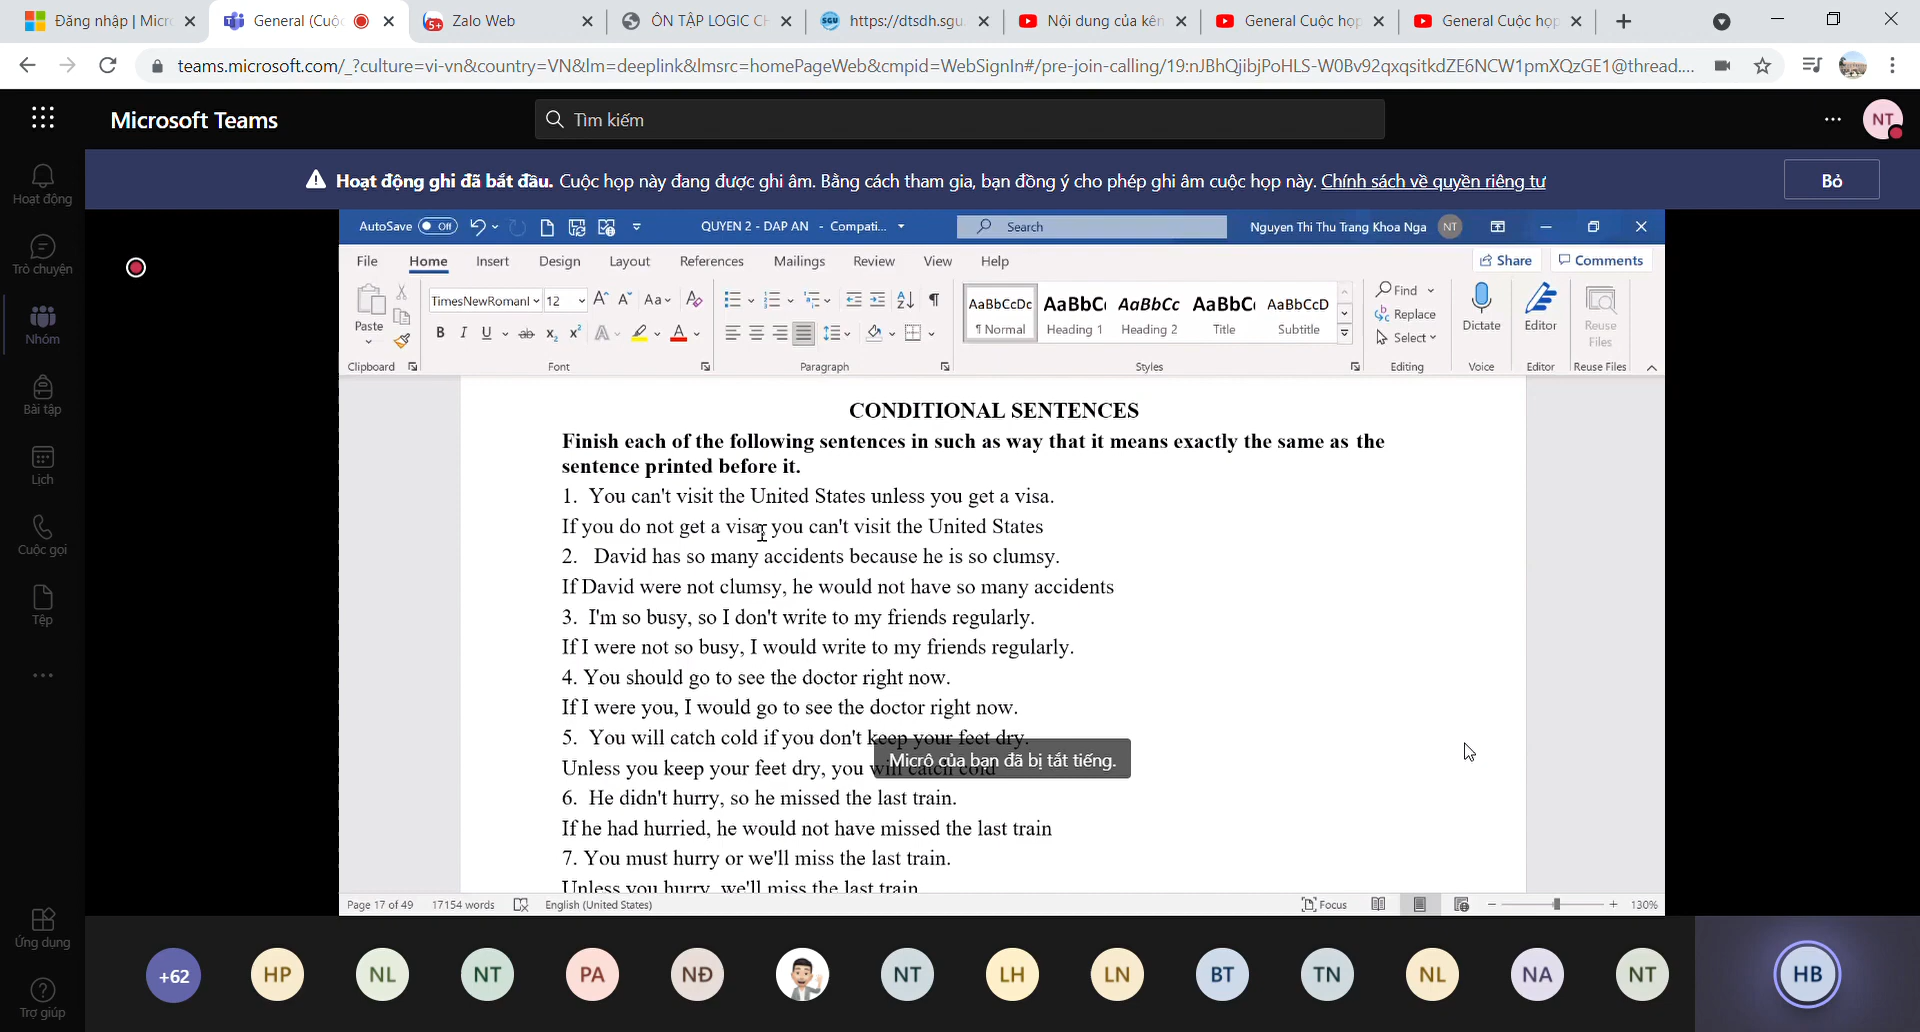 Đăng nhập | Micr
General (Cuộ
Zalo Web
ÔN TẬP LOGIC CH
https://dtsdh.sgu.
Nội dung của kên
General Cuộc họp
General Cuộc họp
teams.microsoft.com/_?culture=vi-vn&country=VN&lm=deeplink&lmsrc=homePageWeb&cmpid=WebSignIn#/pre-join-calling/19:nJBhQjibjPoHLS-W0Bv92qxqsitkdZE6NCW1pmXQzGE1@thread....
Microsoft Teams
Tìm kiếm
NT
Hoạt động ghi đã bắt đầu. Cuộc họp này đang được ghi âm. Bằng cách tham gia, bạn đồng ý cho phép ghi âm cuộc họp này. Chính sách về quyền riêng tư
Bỏ
Hoạt động
Trò chuyện
Nhóm
Bài tập
Lịch
Cuộc gọi
Tệp
Ứng dụng
Trợ giúp
AutoSave Off QUYEN 2 - DAP AN - Compati... Search Nguyen Thi Thu Trang Khoa Nga NT
File Home Insert Design Layout References Mailings Review View Help Share Comments
Paste
TimesNewRomanI 12
AaBbCcDc AaBbC AaBbCc AaBbC AaBbCcD
¶ Normal Heading 1 Heading 2 Title Subtitle
Find
Replace
Select
Dictate
Editor
Reuse
Files
Clipboard Font Paragraph Styles Editing Voice Editor Reuse Files
CONDITIONAL SENTENCES
Finish each of the following sentences in such as way that it means exactly the same as the
sentence printed before it.
1. You can't visit the United States unless you get a visa.
If you do not get a visa, you can't visit the United States
2. David has so many accidents because he is so clumsy.
If David were not clumsy, he would not have so many accidents
3. I'm so busy, so I don't write to my friends regularly.
If I were not so busy, I would write to my friends regularly.
4. You should go to see the doctor right now.
If I were you, I would go to see the doctor right now.
5. You will catch cold if you don't keep your feet dry.
Unless you keep your feet dry, you will catch cold
Micrô của bạn đã bị tắt tiếng.
6. He didn't hurry, so he missed the last train.
If he had hurried, he would not have missed the last train
7. You must hurry or we'll miss the last train.
Unless you hurry, we'll miss the last train
Page 17 of 49 17154 words English (United States) Focus 130%
+62 HP NL NT PA NĐ NT LH LN BT TN NL NA NT HB